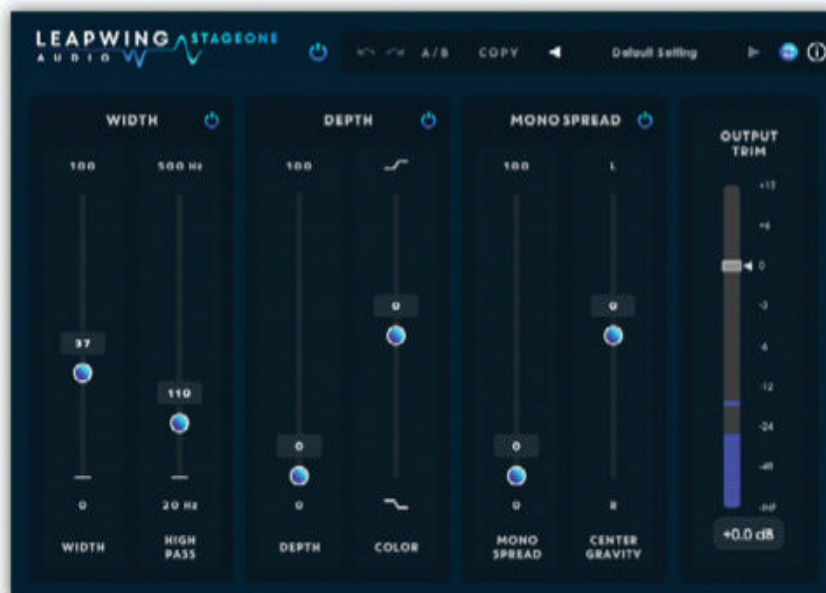 LEAPWING STAGEONE
AUDIO
A/B COPY Default Setting
WIDTH
100 500 Hz
37
110
0 20 Hz
WIDTH HIGH PASS
DEPTH
100
0
0
0
DEPTH COLOR
MONO SPREAD
100 L
0
0
0 R
MONO SPREAD CENTER GRAVITY
OUTPUT
TRIM
+12
+6
0
-3
-6
-12
-24
-48
-INF
+0.0 dB